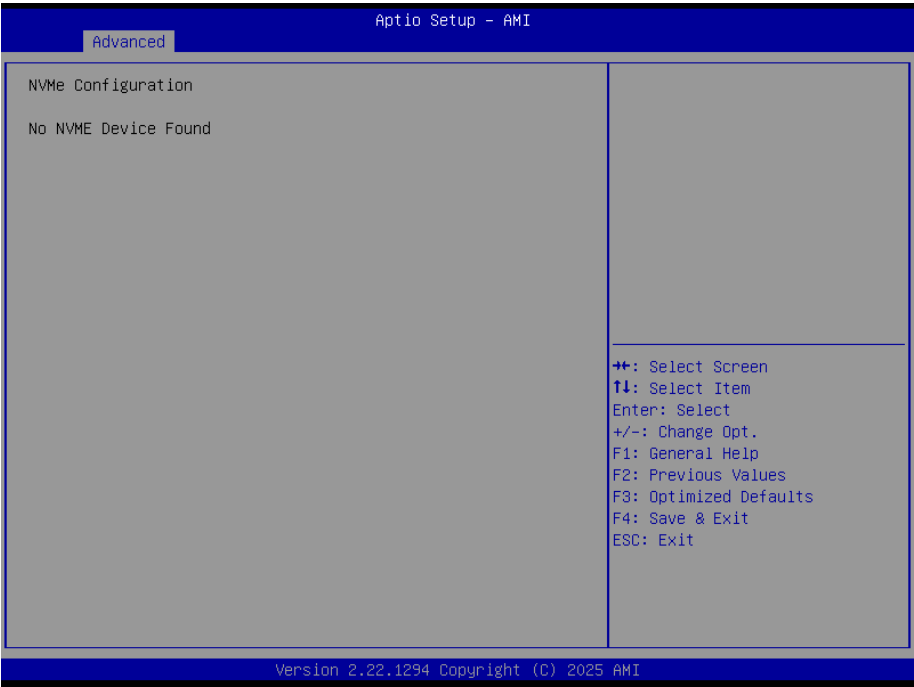 Aptio Setup – AMI
Advanced
NVMe Configuration
No NVME Device Found
→←: Select Screen
↑↓: Select Item
Enter: Select
+/-: Change Opt.
F1: General Help
F2: Previous Values
F3: Optimized Defaults
F4: Save & Exit
ESC: Exit
Version 2.22.1294 Copyright (C) 2025 AMI